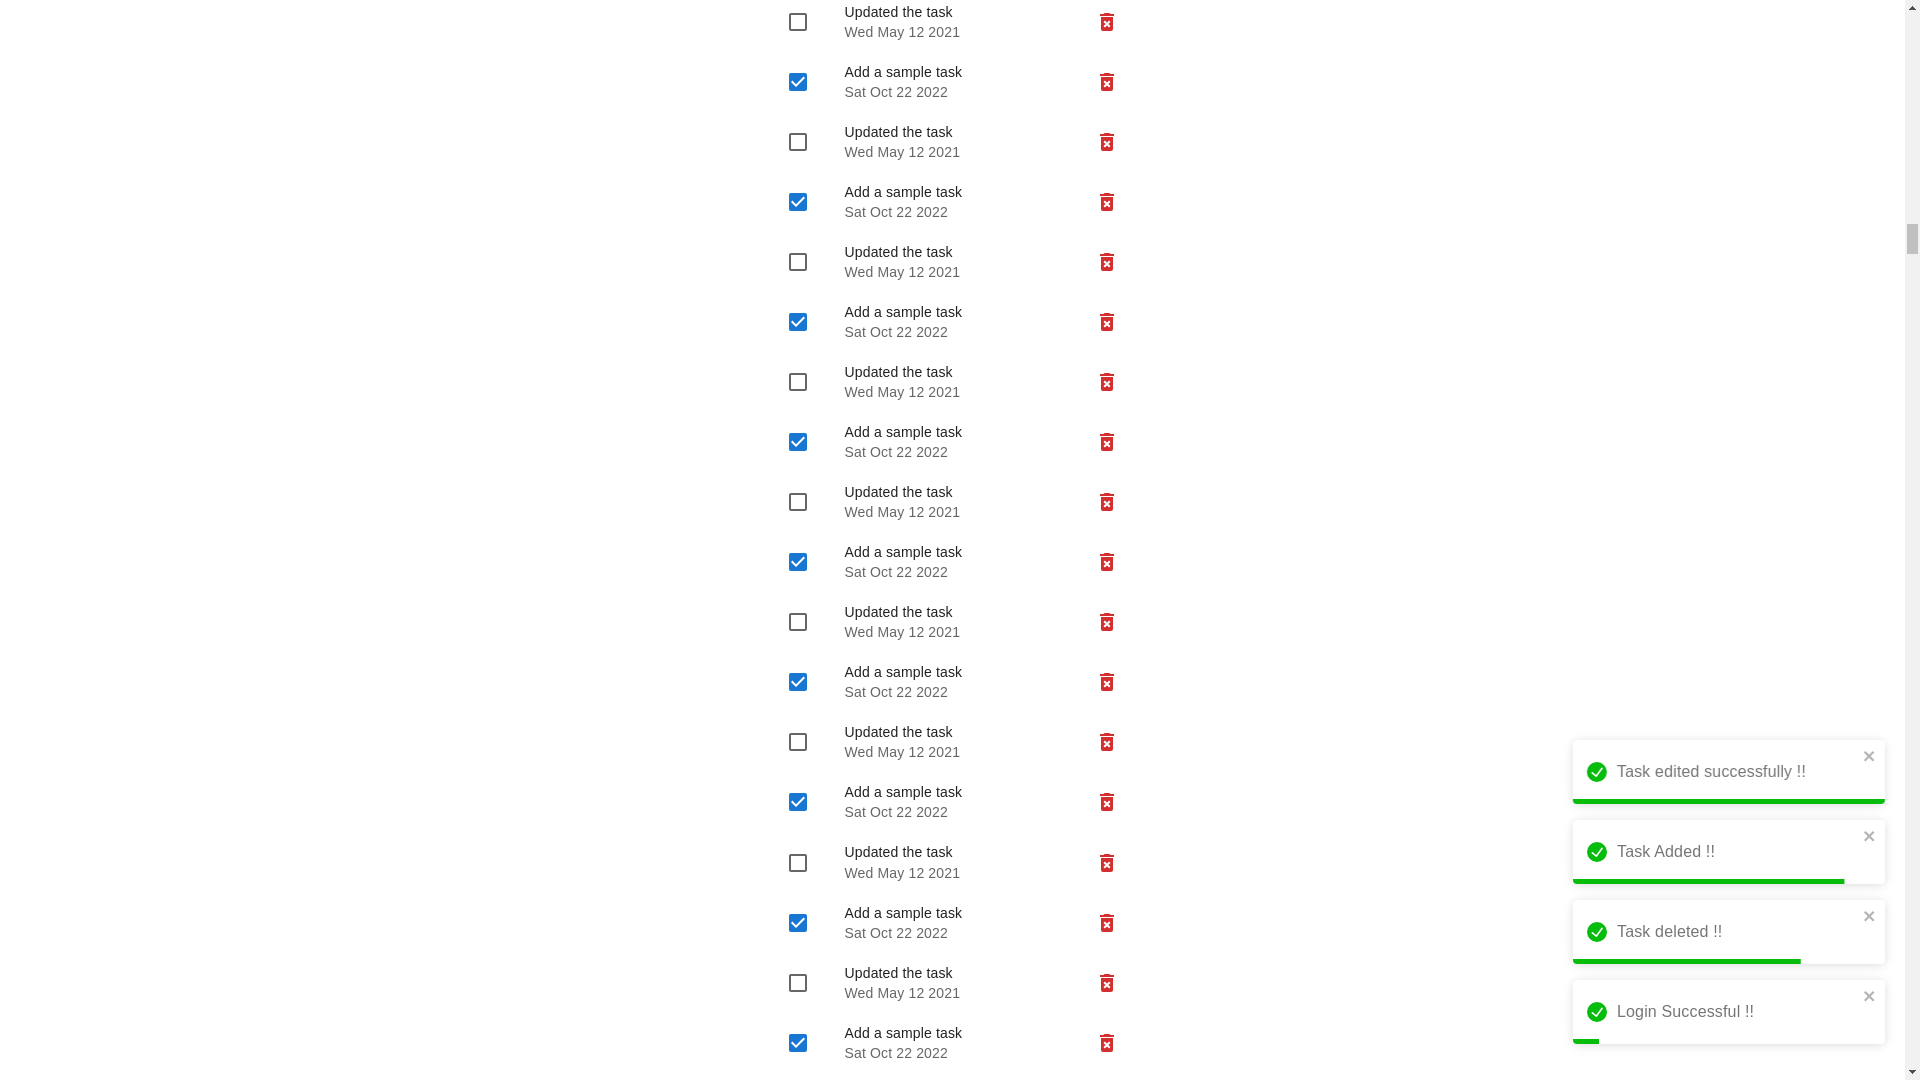 Updated the task
Wed May 12 2021
Add a sample task
Sat Oct 22 2022
Updated the task
Wed May 12 2021
Add a sample task
Sat Oct 22 2022
Updated the task
Wed May 12 2021
Add a sample task
Sat Oct 22 2022
Updated the task
Wed May 12 2021
Add a sample task
Sat Oct 22 2022
Updated the task
Wed May 12 2021
Add a sample task
Sat Oct 22 2022
Updated the task
Wed May 12 2021
Add a sample task
Sat Oct 22 2022
Updated the task
Wed May 12 2021
Add a sample task
Sat Oct 22 2022
Updated the task
Wed May 12 2021
Add a sample task
Sat Oct 22 2022
Updated the task
Wed May 12 2021
Add a sample task
Sat Oct 22 2022
Task edited successfully !!
Task Added !!
Task deleted !!
Login Successful !!